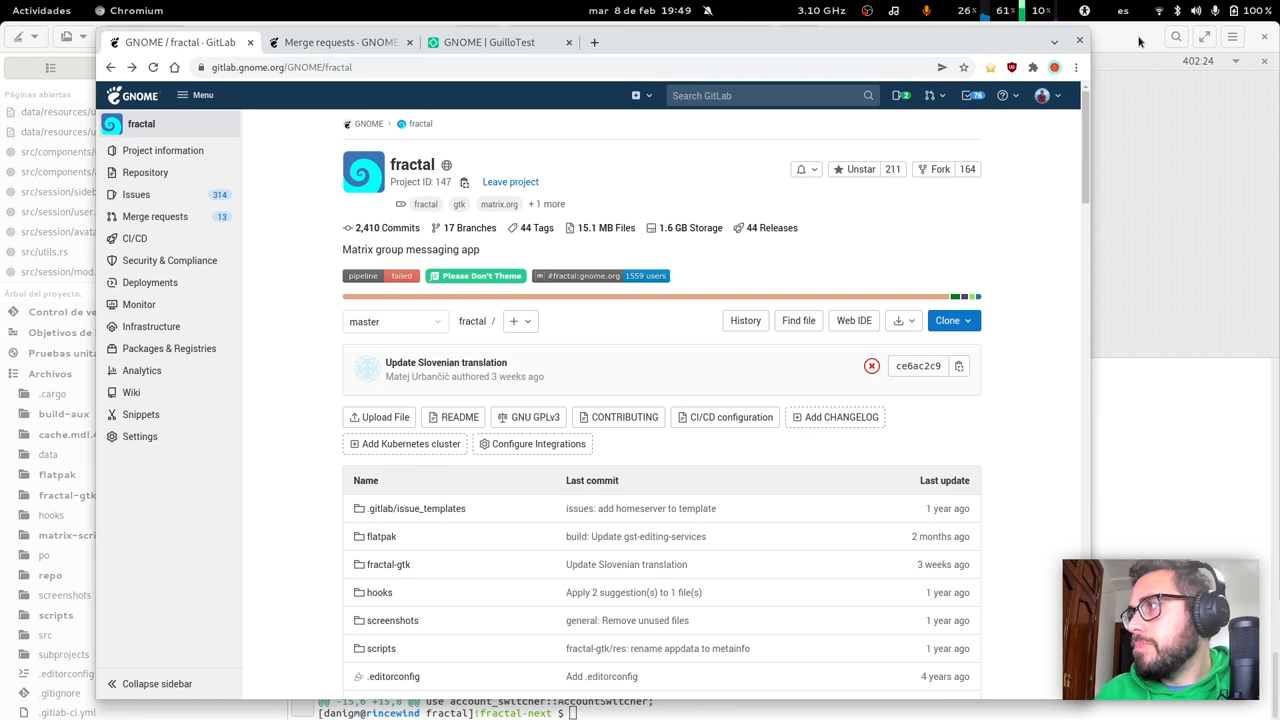 Actividades
Chromium
mar 8 de feb 19:49
3.10 GHz
26%
61%
10%
es
100 %
GNOME / fractal · GitLab
Merge requests · GNOME
GNOME | GuilloTest
402:24
gitlab.gnome.org/GNOME/fractal
GNOME
Menu
Search GitLab
2
76
Páginas abiertas
data/resources/u
data/resources/u
src/components/
src/components/
src/session/sideb
src/session/user.
src/session/avata
src/utils.rs
src/session/mod.
Árbol del proyecto.
Control de ve
Objetivos de
Pruebas unita
Archivos
.cargo
build-aux
cache.mdl.4
data
flatpak
fractal-gtk
hooks
matrix-scri
po
repo
screenshots
scripts
src
subprojects
.editorconfig
.gitignore
.gitlab-ci.yml
fractal
Project information
Repository
Issues 314
Merge requests 13
CI/CD
Security & Compliance
Deployments
Monitor
Infrastructure
Packages & Registries
Analytics
Wiki
Snippets
Settings
Collapse sidebar
GNOME > fractal
fractal
Project ID: 147
Leave project
Unstar 211
Fork 164
fractal gtk matrix.org + 1 more
2,410 Commits 17 Branches 44 Tags 15.1 MB Files 1.6 GB Storage 44 Releases
Matrix group messaging app
pipeline failed Please Don't Theme #fractal:gnome.org 1559 users
master fractal / +
History Find file Web IDE Clone
Update Slovenian translation
Matej Urbančič authored 3 weeks ago
ce6ac2c9
Upload File README GNU GPLv3 CONTRIBUTING CI/CD configuration Add CHANGELOG
Add Kubernetes cluster Configure Integrations
Name Last commit Last update
.gitlab/issue_templates issues: add homeserver to template 1 year ago
flatpak build: Update gst-editing-services 2 months ago
fractal-gtk Update Slovenian translation 3 weeks ago
hooks Apply 2 suggestion(s) to 1 file(s) 1 year ago
screenshots general: Remove unused files 1 year ago
scripts fractal-gtk/res: rename appdata to metainfo 1 year ago
.editorconfig Add .editorconfig 4 years ago
@@ -15,6 +15,6 @@ use account_switcher::AccountSwitcher;
[danigm@rincewind fractal]!fractal-next $